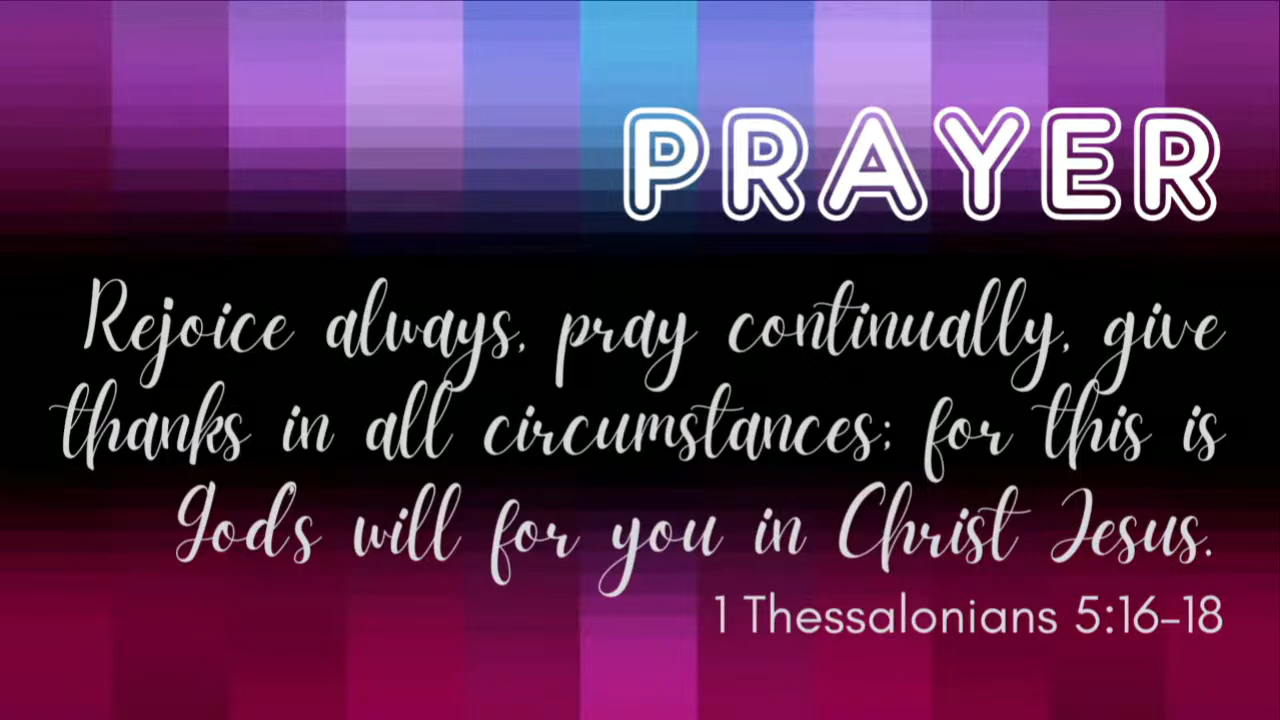 PRAYER
Rejoice always, pray continually, give
thanks in all circumstances; for this is
God's will for you in Christ Jesus.
1 Thessalonians 5:16-18